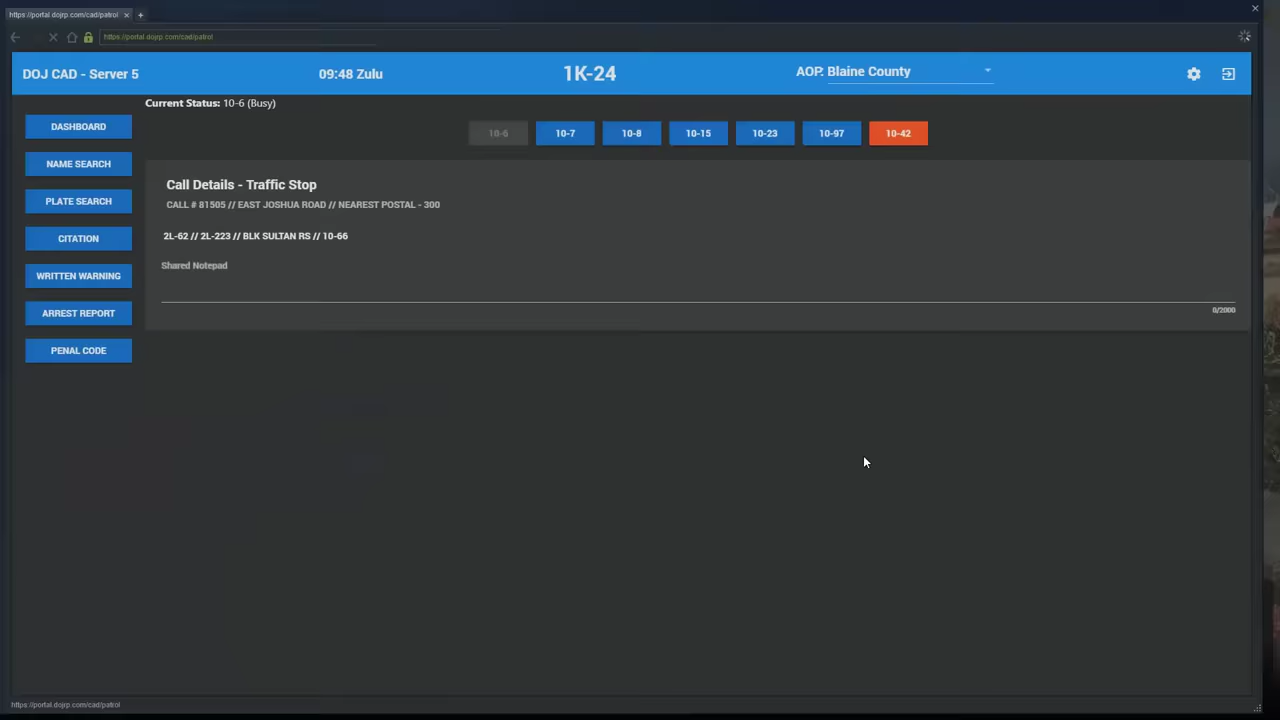 https://portal.dojrp.com/cad/patrol
https://portal.dojrp.com/cad/patrol
DOJ CAD - Server 5
09:48 Zulu
1K-24
AOP: Blaine County
Current Status: 10-6 (Busy)
10-6
10-7
10-8
10-15
10-23
10-97
10-42
DASHBOARD
NAME SEARCH
PLATE SEARCH
CITATION
WRITTEN WARNING
ARREST REPORT
PENAL CODE
Call Details - Traffic Stop
CALL # 81505 // EAST JOSHUA ROAD // NEAREST POSTAL - 300
2L-62 // 2L-223 // BLK SULTAN RS // 10-66
Shared Notepad
0/2000
https://portal.dojrp.com/cad/patrol